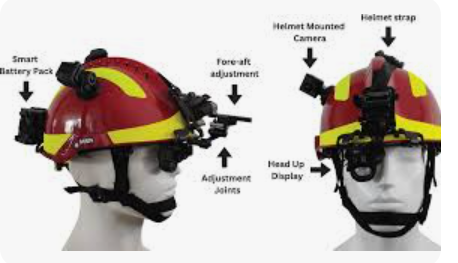 Smart
Battery Pack
Fore-aft
adjustment
Adjustment
Joints
Helmet Mounted
Camera
Helmet strap
Head Up
Display